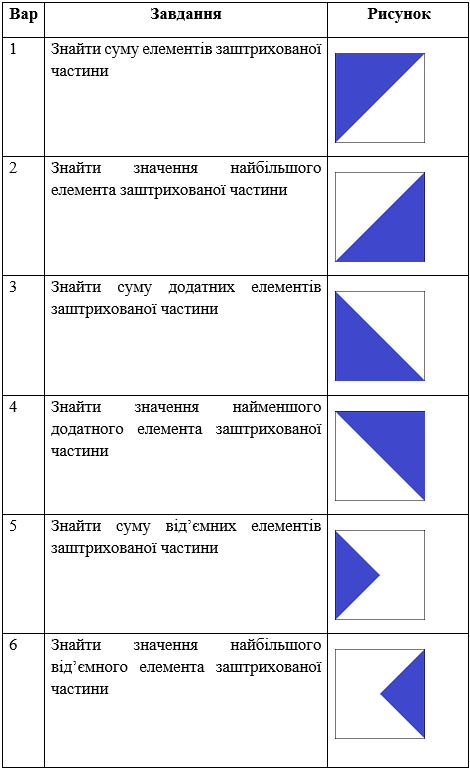 Вар Завдання Рисунок
1 Знайти суму елементів заштрихованої
частини
2 Знайти значення найбільшого
елемента заштрихованої частини
3 Знайти суму додатних елементів
заштрихованої частини
4 Знайти значення найменшого
додатного елемента заштрихованої
частини
5 Знайти суму від’ємних елементів
заштрихованої частини
6 Знайти значення найбільшого
від’ємного елемента заштрихованої
частини